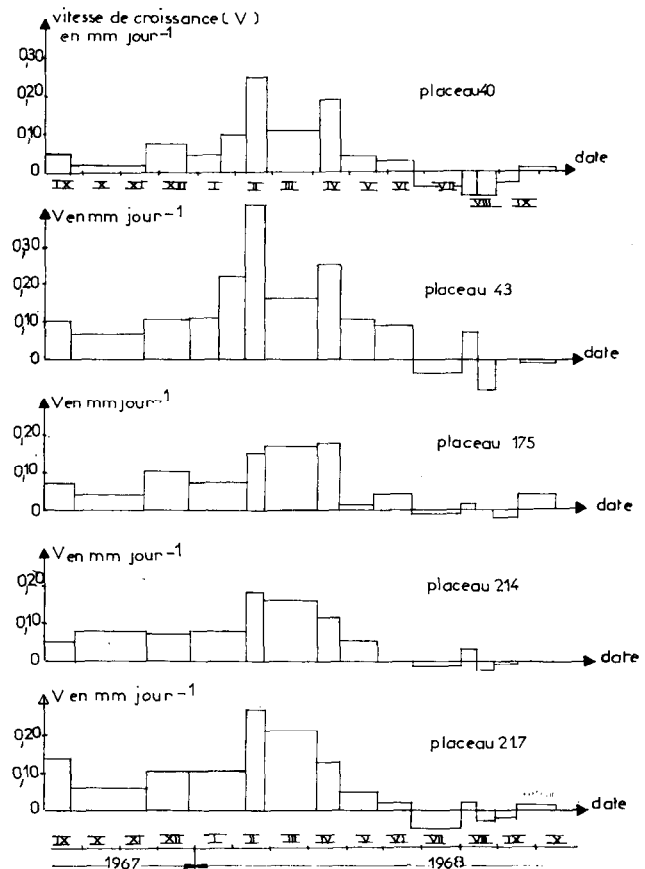 vitesse de croissance (V)
en mm jour-1
0,30
0,20
0,10
0
placeau 40
date
IX X XI XII I II III IV V VI VII VIII IX
V en mm jour-1
0,30
0,20
0,10
0
placeau 43
date
V en mm jour-1
0,20
0,10
0
placeau 175
date
V en mm jour-1
0,20
0,10
0
placeau 214
date
V en mm jour-1
0,20
0,10
0
placeau 217
date
IX X XI XII I II III IV V VI VII VIII IX X
1967 1968